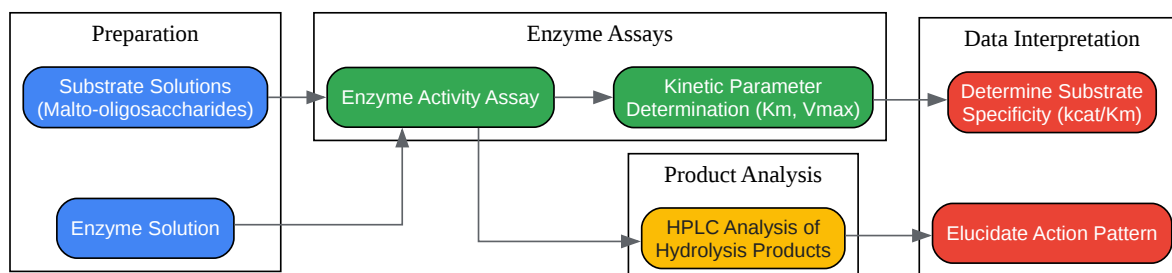 Preparation
Substrate Solutions
(Malto-oligosaccharides)
Enzyme Solution
Enzyme Assays
Enzyme Activity Assay
Kinetic Parameter
Determination (Km, Vmax)
Product Analysis
HPLC Analysis of
Hydrolysis Products
Data Interpretation
Determine Substrate
Specificity (kcat/Km)
Elucidate Action Pattern